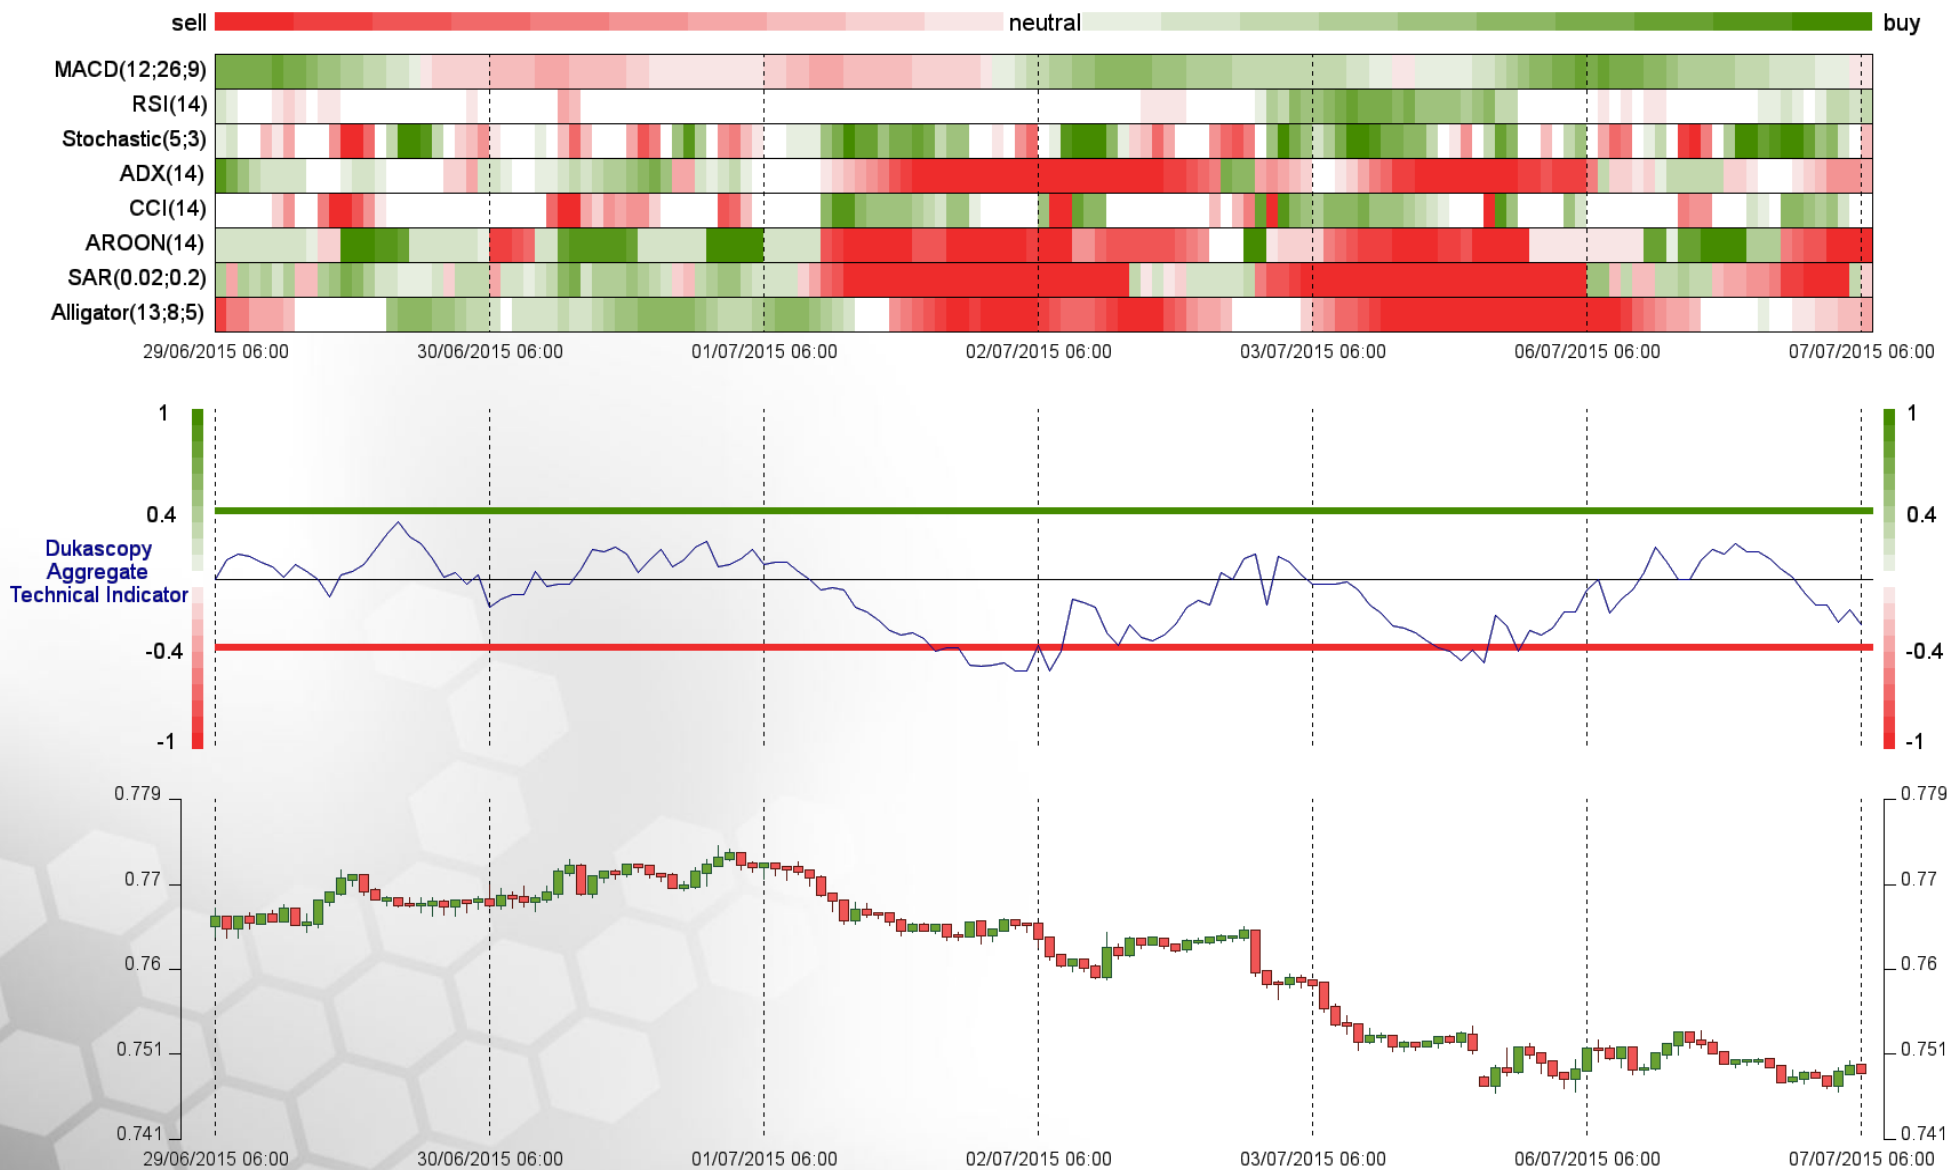 sell neutral buy
MACD(12;26;9)
RSI(14)
Stochastic(5;3)
ADX(14)
CCI(14)
AROON(14)
SAR(0.02;0.2)
Alligator(13;8;5)
29/06/2015 06:00 30/06/2015 06:00 01/07/2015 06:00 02/07/2015 06:00 03/07/2015 06:00 06/07/2015 06:00 07/07/2015 06:00
1 1
0.4 0.4
Dukascopy
Aggregate
Technical Indicator
-0.4 -0.4
-1 -1
0.779 0.779
0.77 0.77
0.76 0.76
0.751 0.751
0.741 0.741
29/06/2015 06:00 30/06/2015 06:00 01/07/2015 06:00 02/07/2015 06:00 03/07/2015 06:00 06/07/2015 06:00 07/07/2015 06:00